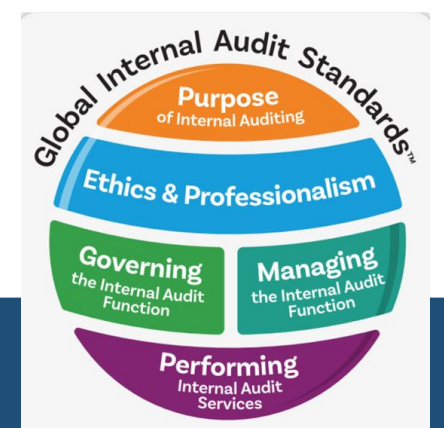 Global Internal Audit Standards™
Purpose
of Internal Auditing
Ethics & Professionalism
Governing
the Internal Audit
Function
Managing
the Internal Audit
Function
Performing
Internal Audit
Services